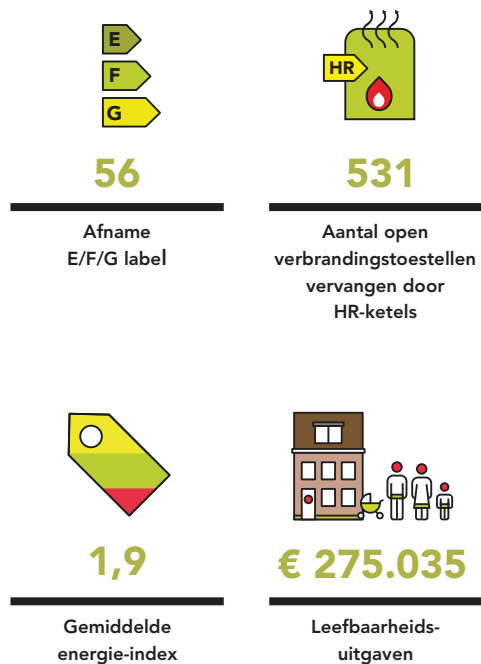 E
F
G
56
Afname
E/F/G label
HR
531
Aantal open
verbrandingstoestellen
vervangen door
HR-ketels
1,9
Gemiddelde
energie-index
€ 275.035
Leefbaarheids-
uitgaven